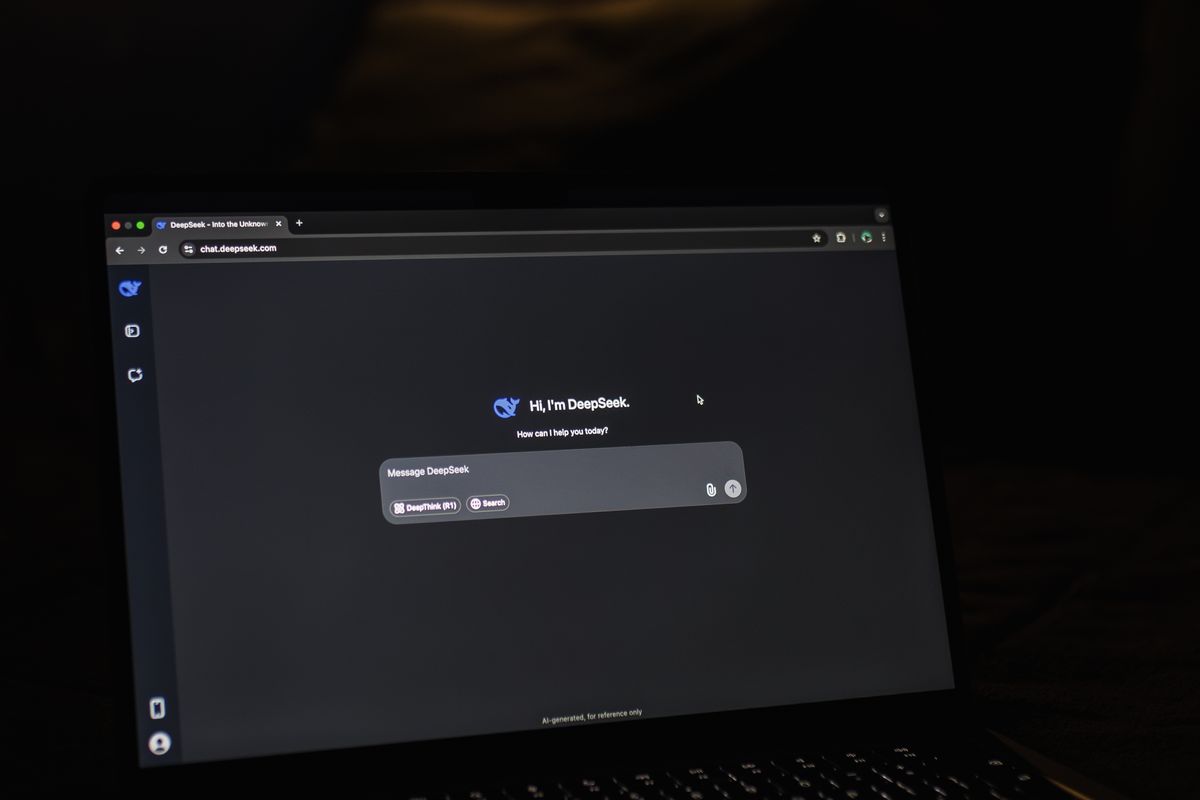 DeepSeek - Into the Unknow
chat.deepseek.com
Hi, I'm DeepSeek.
How can I help you today?
Message DeepSeek
DeepThink (R1) Search
AI-generated, for reference only